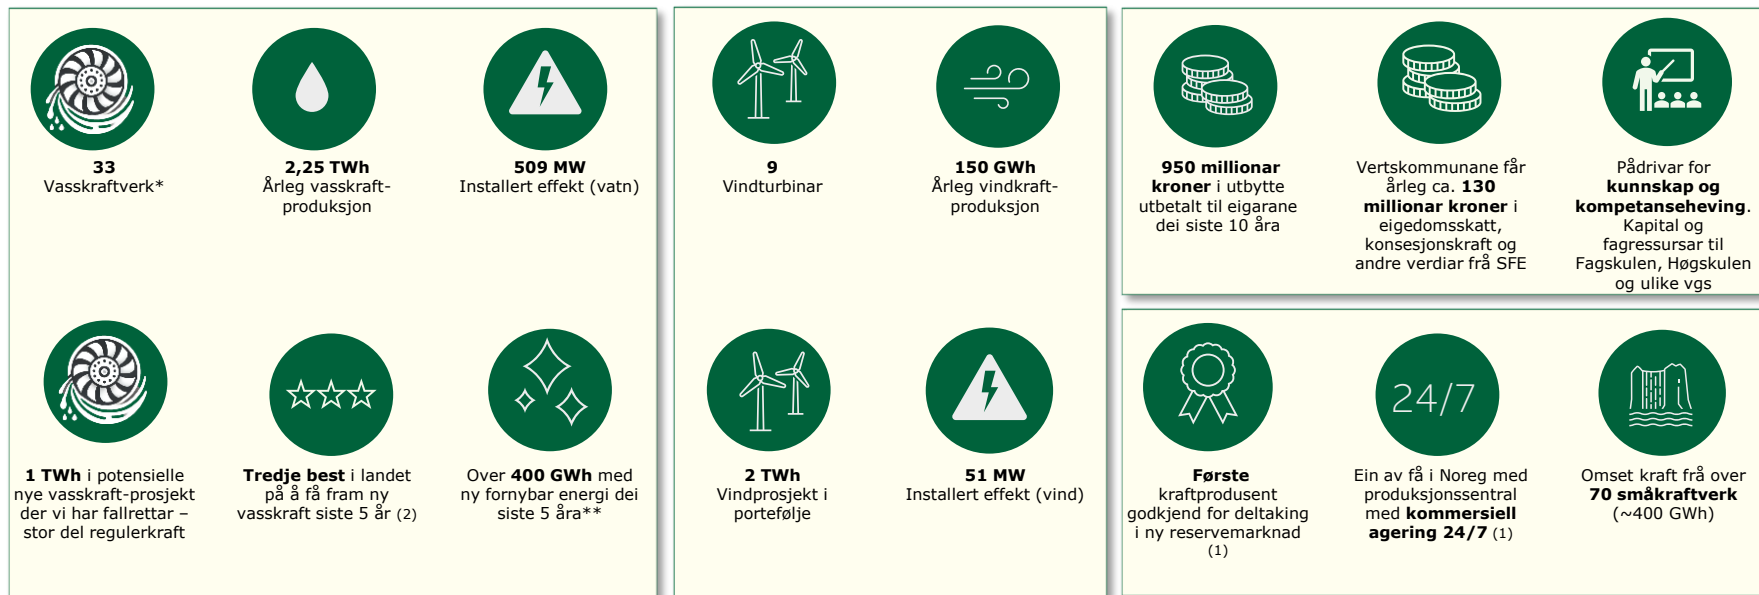 33
Vasskraftverk*
2,25 TWh
Årleg vasskraft-
produksjon
509 MW
Installert effekt (vatn)
1 TWh i potensielle
nye vasskraft-prosjekt
der vi har fallrettar –
stor del regulerkraft
Tredje best i landet
på å få fram ny
vasskraft siste 5 år (2)
Over 400 GWh med
ny fornybar energi dei
siste 5 åra**
9
Vindturbinar
150 GWh
Årleg vindkraft-
produksjon
2 TWh
Vindprosjekt i
portefølje
51 MW
Installert effekt (vind)
950 millionar
kroner i utbytte
utbetalt til eigarane
dei siste 10 åra
Vertskommunane får
årleg ca. 130
millionar kroner i
eigedomsskatt,
konsesjonskraft og
andre verdiar frå SFE
Pådrivar for
kunnskap og
kompetanseheving.
Kapital og
fagressursar til
Fagskulen, Høgskulen
og ulike vgs
Første
kraftprodusent
godkjend for deltaking
i ny reservemarknad
(1)
24/7
Ein av få i Noreg med
produksjonssentral
med kommersiell
agering 24/7 (1)
Omset kraft frå over
70 småkraftverk
(~400 GWh)